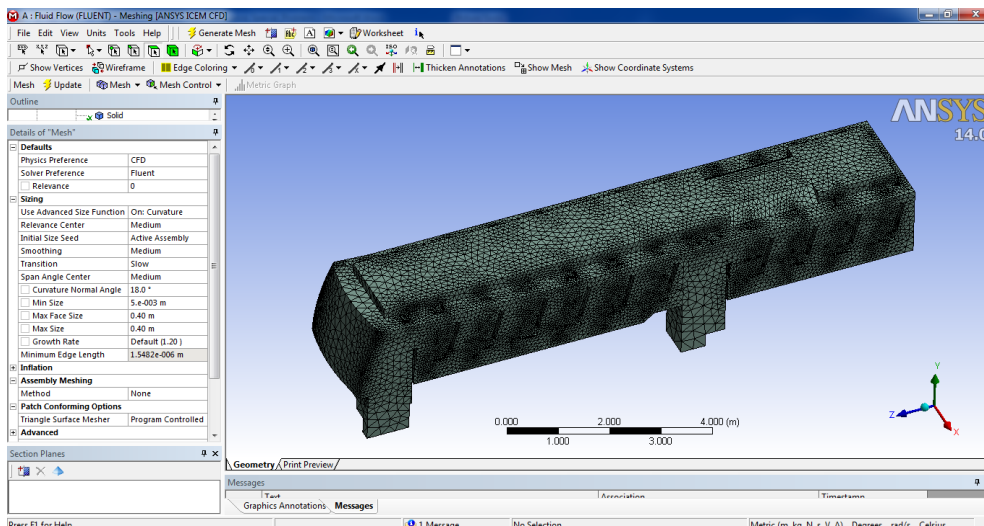 A : Fluid Flow (FLUENT) - Meshing [ANSYS ICEM CFD]
File Edit View Units Tools Help Generate Mesh A Worksheet
Show Vertices Wireframe Edge Coloring Thicken Annotations Show Mesh Show Coordinate Systems
Mesh Update Mesh Mesh Control Metric Graph
Outline
Solid
Details of "Mesh"
Defaults
Physics Preference CFD
Solver Preference Fluent
Relevance 0
Sizing
Use Advanced Size Function On: Curvature
Relevance Center Medium
Initial Size Seed Active Assembly
Smoothing Medium
Transition Slow
Span Angle Center Medium
Curvature Normal Angle 18.0 °
Min Size 5.e-003 m
Max Face Size 0.40 m
Max Size 0.40 m
Growth Rate Default (1.20 )
Minimum Edge Length 1.5482e-006 m
Inflation
Assembly Meshing
Method None
Patch Conforming Options
Triangle Surface Mesher Program Controlled
Advanced
Section Planes
ANSYS
14.0
0.000 2.000 4.000 (m)
1.000 3.000
Y
Z
X
Geometry Print Preview
Messages
Text Association Timestamp
Graphics Annotations Messages
Press F1 for Help 1 Message No Selection Metric (m, kg, N, s, V, A) Degrees rad/s Celsius